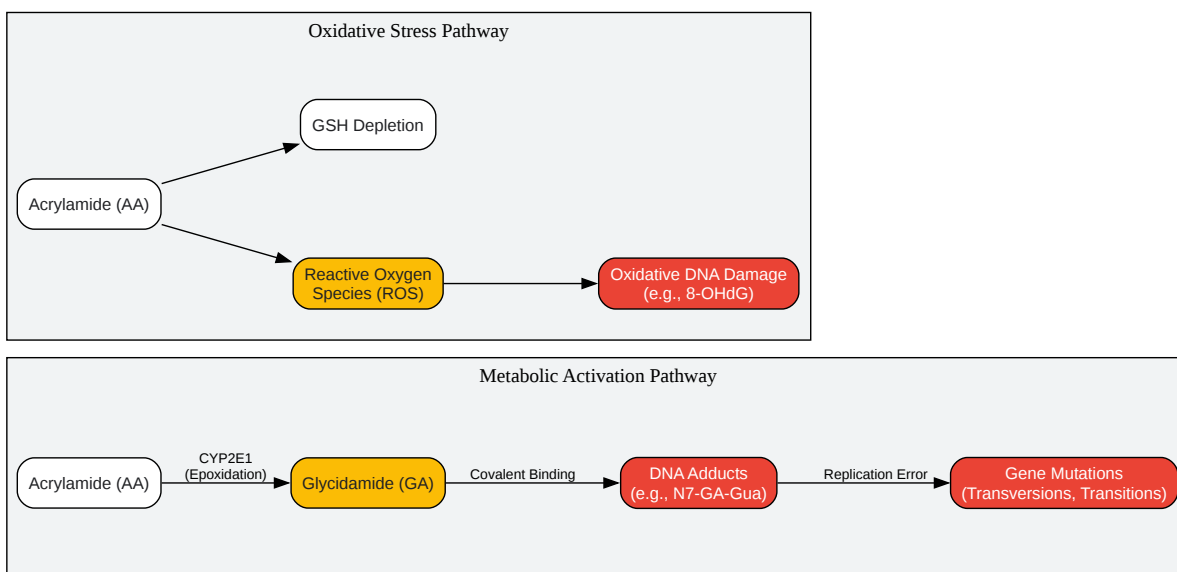 Oxidative Stress Pathway
GSH Depletion
Acrylamide (AA)
Reactive Oxygen
Species (ROS)
Oxidative DNA Damage
(e.g., 8-OHdG)
Metabolic Activation Pathway
Acrylamide (AA)
CYP2E1
(Epoxidation)
Glycidamide (GA)
Covalent Binding
DNA Adducts
(e.g., N7-GA-Gua)
Replication Error
Gene Mutations
(Transversions, Transitions)